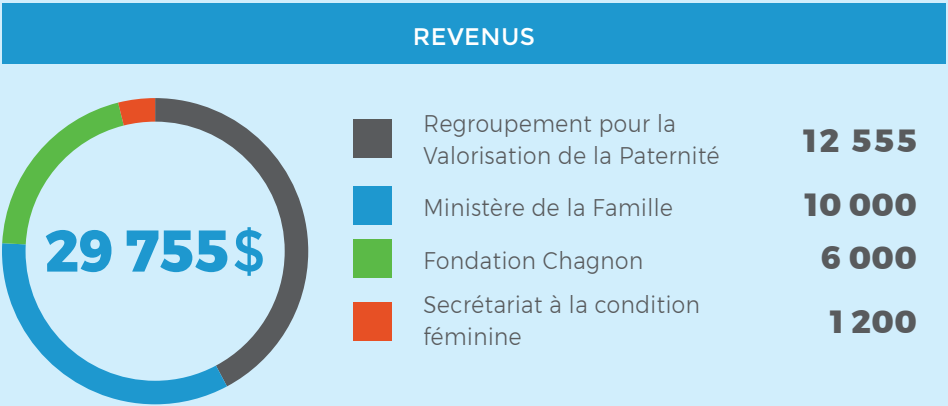 REVENUS
29 755$
Regroupement pour la
Valorisation de la Paternité
12 555
Ministère de la Famille
10 000
Fondation Chagnon
6 000
Secrétariat à la condition
féminine
1 200